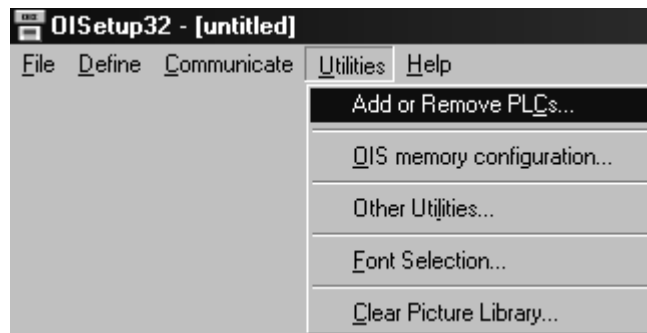 OISetup32 - [untitled]
File Define Communicate Utilities Help
Add or Remove PLCs...
OIS memory configuration...
Other Utilities...
Font Selection...
Clear Picture Library...